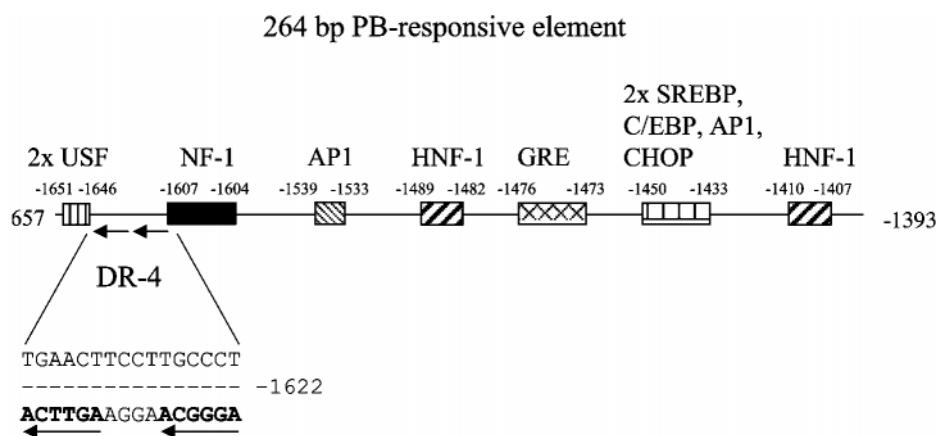 264 bp PB-responsive element
2x SREBP,
C/EBP, AP1,
2x USF NF-1 AP1 HNF-1 GRE CHOP HNF-1
-1651 -1646 -1607 -1604 -1539 -1533 -1489 -1482 -1476 -1473 -1450 -1433 -1410 -1407
657 -1393
DR-4
TGAACTTCCTTGCCCT
---------------- -1622
ACTTGAAGGAACGGGA